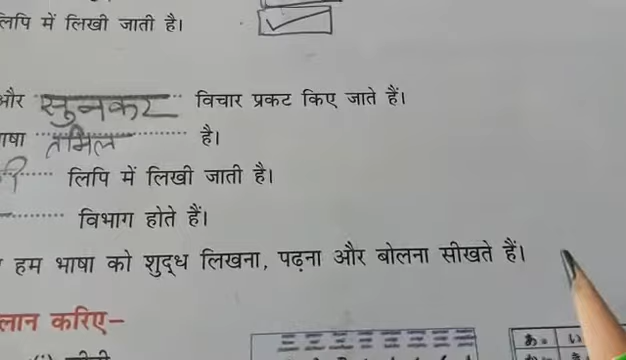 लिपि में लिखी जाती है।
और सुनकर विचार प्रकट किए जाते हैं।
तमिल है।
लिपि में लिखी जाती है।
विभाग होते हैं।
हम भाषा को शुद्ध लिखना, पढ़ना और बोलना सीखते हैं।
करिए–